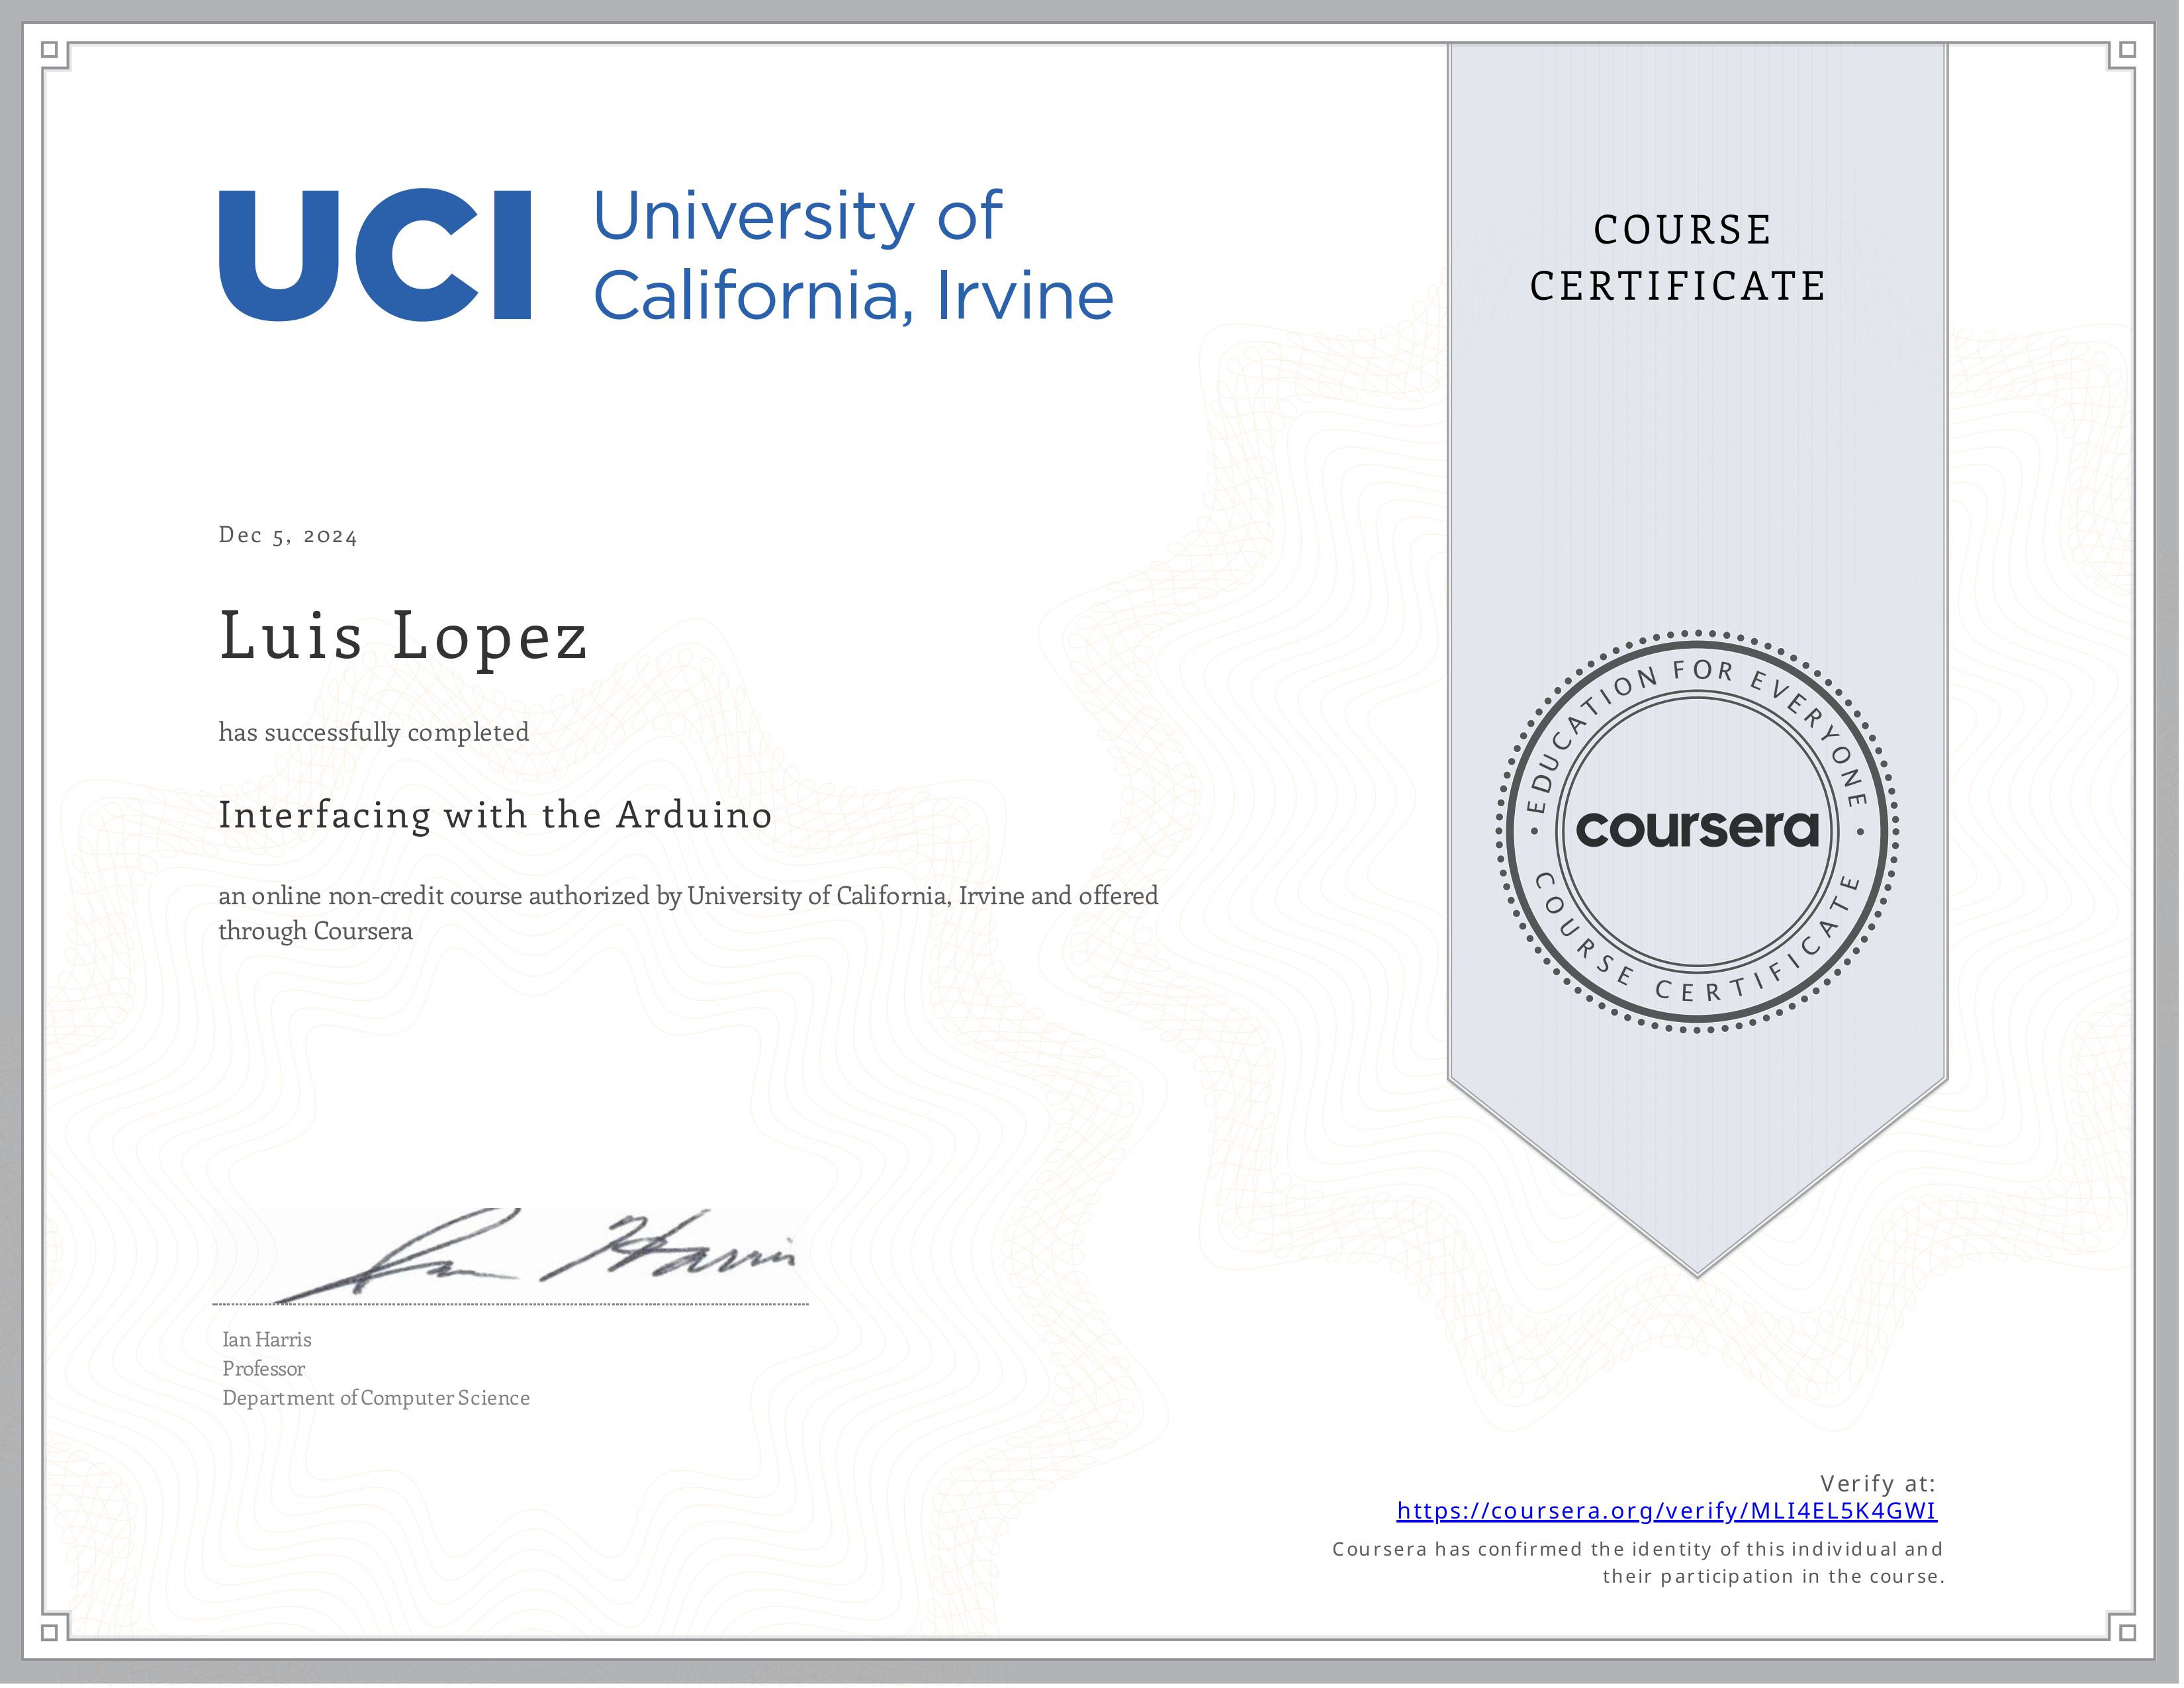 UCI
University of
California, Irvine
COURSE
CERTIFICATE
Dec 5, 2024
Luis Lopez
has successfully completed
Interfacing with the Arduino
an online non-credit course authorized by University of California, Irvine and offered
through Coursera
EDUCATION FOR EVERYONE
coursera
COURSE CERTIFICATE
Ian Harris
Ian Harris
Professor
Department of Computer Science
Verify at:
https://coursera.org/verify/MLI4EL5K4GWI
Coursera has confirmed the identity of this individual and
their participation in the course.